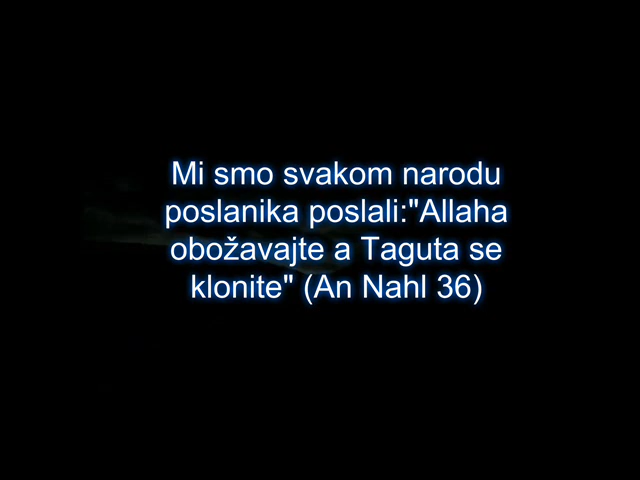 Mi smo svakom narodu
poslanika poslali:"Allaha
obožavajte a Taguta se
klonite" (An Nahl 36)